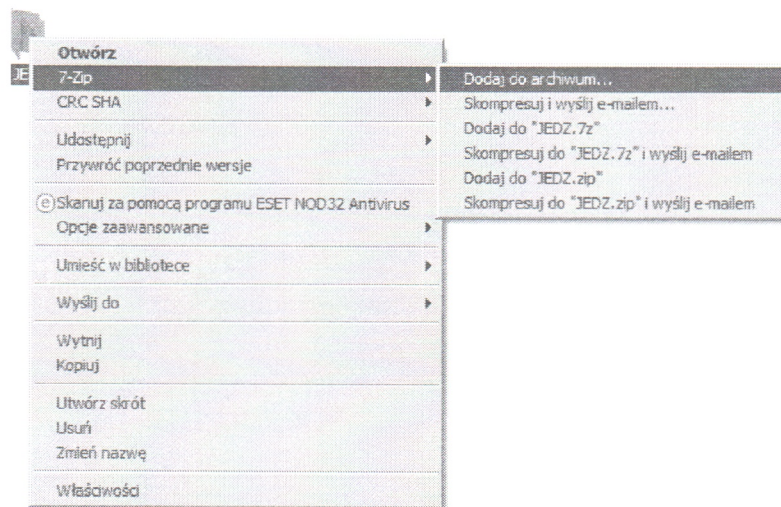 JE
Otwórz
7-Zip
CRC SHA
Udostępnij
Przywróć poprzednie wersje
Skanuj za pomocą programu ESET NOD32 Antivirus
Opcje zaawansowane
Umieść w bibliotece
Wyślij do
Wytnij
Kopiuj
Utwórz skrót
Usuń
Zmień nazwę
Właściwości
Dodaj do archiwum...
Skompresuj i wyślij e-mailem...
Dodaj do "JEDZ.7z"
Skompresuj do "JEDZ.7z" i wyślij e-mailem
Dodaj do "JEDZ.zip"
Skompresuj do "JEDZ.zip" i wyślij e-mailem